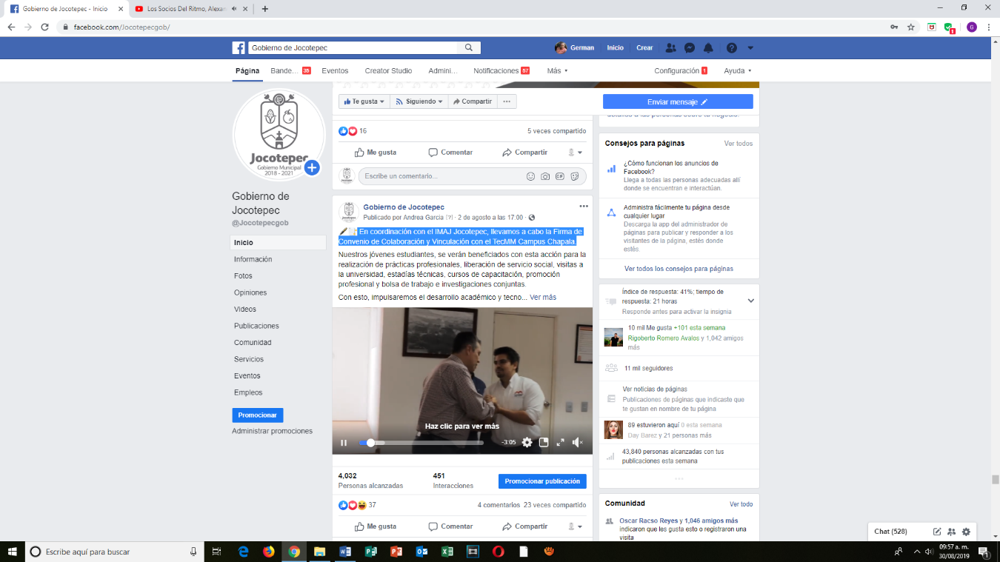 Gobierno de Jocotepec - Inicio
Los Socios Del Ritmo, Alexan
facebook.com/Jocotepecgob/
G
Gobierno de Jocotepec
German
Inicio
Crear
Página
Bande... 35
Eventos
Creator Studio
Admini...
Notificaciones 57
Más
Configuración 1
Ayuda
Te gusta
Siguiendo
Compartir
Enviar mensaje
detalles a las personas sobre tu negocio.
Jocotepec
Gobierno Municipal
2018 - 2021
Gobierno de
Jocotepec
@Jocotepecgob
Inicio
Información
Fotos
Opiniones
Videos
Publicaciones
Comunidad
Servicios
Eventos
Empleos
Promocionar
Administrar promociones
16
5 veces compartido
Me gusta
Comentar
Compartir
Escribe un comentario...
Gobierno de Jocotepec
Publicado por Andrea Garcia [?] · 2 de agosto a las 17:00 ·
En coordinación con el IMAJ Jocotepec, llevamos a cabo la Firma de
Convenio de Colaboración y Vinculación con el TecMM Campus Chapala.
Nuestros jóvenes estudiantes, se verán beneficiados con esta acción para la
realización de prácticas profesionales, liberación de servicio social, visitas a
la universidad, estadías técnicas, cursos de capacitación, promoción
profesional y bolsa de trabajo e investigaciones conjuntas.
Con esto, impulsaremos el desarrollo académico y tecno... Ver más
Haz clic para ver más
-3:05
4,032
Personas alcanzadas
451
Interacciones
Promocionar publicación
37
4 comentarios 23 veces compartido
Me gusta
Comentar
Compartir
Consejos para páginas
Ver todos
¿Cómo funcionan los anuncios de
Facebook?
Llega a todas las personas adecuadas allí
donde se encuentran e interactúan.
Administra fácilmente tu página desde
cualquier lugar
Descarga la app del administrador de
páginas para publicar y responder a los
visitantes de la página, estés donde
estés.
Ver todos los consejos para páginas
Índice de respuesta: 41%; tiempo de
respuesta: 21 horas
Responde antes para activar la insignia
10 mil Me gusta +101 esta semana
Rigoberto Romero Avalos y 1,042 amigos
más
11 mil seguidores
Ver noticias de páginas
Publicaciones de páginas que indicaste que
te gustan en nombre de tu página
89 estuvieron aquí 0 esta semana
Day Barez y 21 personas más
43,840 personas alcanzadas con tus
publicaciones esta semana
Comunidad
Ver todo
Oscar Racso Reyes y 1,046 amigos más
indicaron que les gusta esto o registraron una
visita
Chat (528)
Escribe aquí para buscar
09:57 a. m.
30/08/2019
1